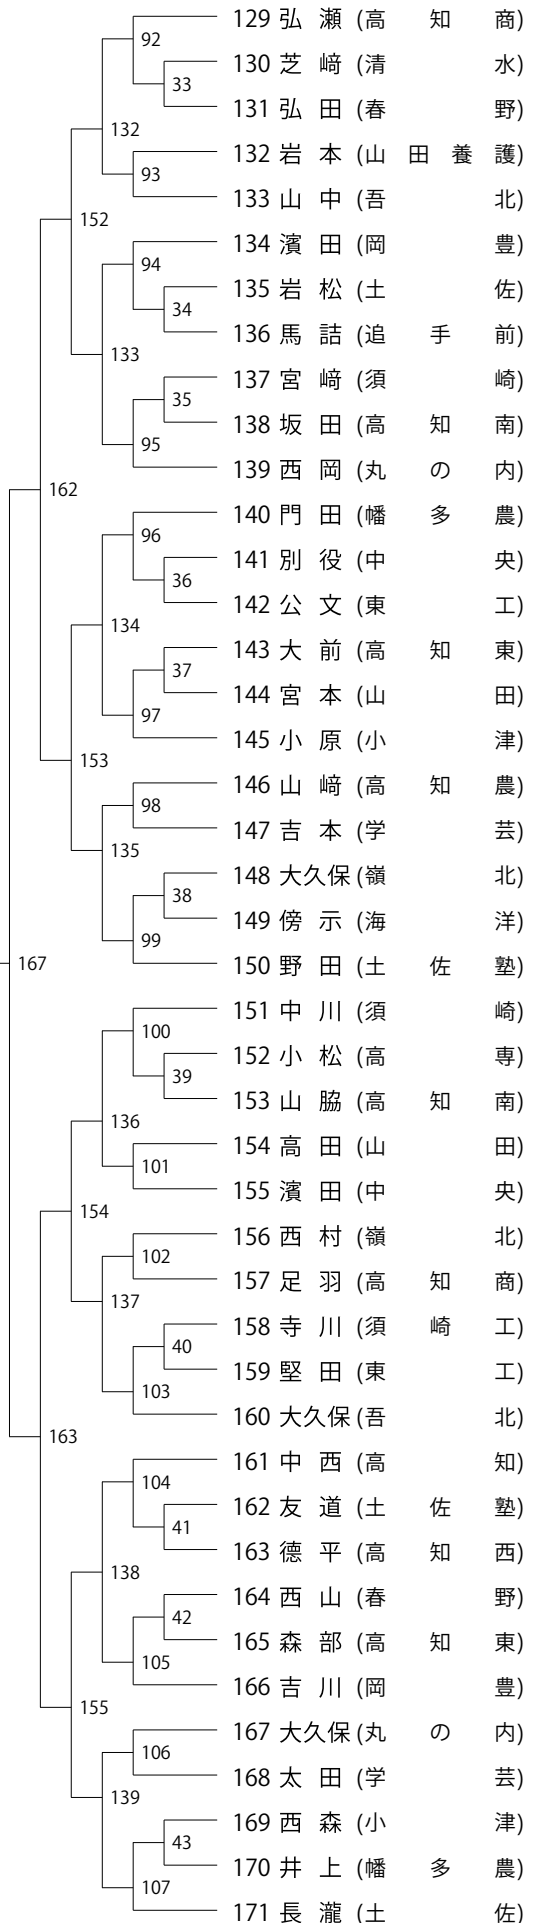 129 弘 瀬 (高 知 商)
92
130 芝 﨑 (清 水)
33
131 弘 田 (春 野)
132
132 岩 本 (山 田 養 護)
93
133 山 中 (吾 北)
152
134 濱 田 (岡 豊)
94
135 岩 松 (土 佐)
34
136 馬 詰 (追 手 前)
133
137 宮 﨑 (須 崎)
35
138 坂 田 (高 知 南)
95
139 西 岡 (丸 の 内)
162
140 門 田 (幡 多 農)
96
141 別 役 (中 央)
36
142 公 文 (東 工)
134
143 大 前 (高 知 東)
37
144 宮 本 (山 田)
97
145 小 原 (小 津)
153
146 山 﨑 (高 知 農)
98
147 吉 本 (学 芸)
135
148 大久保 (嶺 北)
38
149 傍 示 (海 洋)
99
150 野 田 (土 佐 塾)
167
151 中 川 (須 崎)
100
152 小 松 (高 専)
39
153 山 脇 (高 知 南)
136
154 高 田 (山 田)
101
155 濱 田 (中 央)
154
156 西 村 (嶺 北)
102
157 足 羽 (高 知 商)
137
158 寺 川 (須 崎 工)
40
159 堅 田 (東 工)
103
160 大久保 (吾 北)
163
161 中 西 (高 知)
104
162 友 道 (土 佐 塾)
41
163 德 平 (高 知 西)
138
164 西 山 (春 野)
42
165 森 部 (高 知 東)
105
166 吉 川 (岡 豊)
155
167 大久保 (丸 の 内)
106
168 太 田 (学 芸)
139
169 西 森 (小 津)
43
170 井 上 (幡 多 農)
107
171 長 瀧 (土 佐)